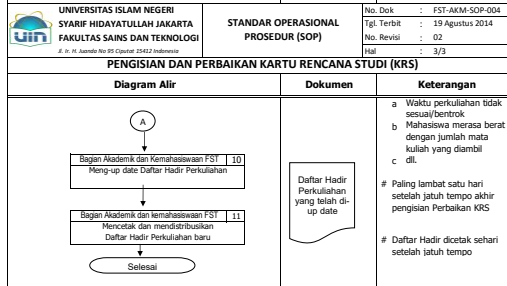 UNIVERSITAS ISLAM NEGERI
SYARIF HIDAYATULLAH JAKARTA
FAKULTAS SAINS DAN TEKNOLOGI
Jl. Ir. H. Juanda No 95 Ciputat 15412 Indonesia
uin
STANDAR OPERASIONAL
PROSEDUR (SOP)
No. Dok : FST-AKM-SOP-004
Tgl. Terbit : 19 Agustus 2014
No. Revisi : 02
Hal : 3/3
PENGISIAN DAN PERBAIKAN KARTU RENCANA STUDI (KRS)
Diagram Alir Dokumen Keterangan
A
Bagian Akademik dan Kemahasiswaan FST 10
Meng-up date Daftar Hadir Perkuliahan
Bagian Akademik dan kemahasiswaan FST 11
Mencetak dan mendistribusikan
Daftar Hadir Perkuliahan baru
Selesai
Daftar Hadir
Perkuliahan
yang telah di-
up date
a Waktu perkuliahan tidak
sesuai/bentrok
b Mahasiswa merasa berat
dengan jumlah mata
kuliah yang diambil
c dll.
# Paling lambat satu hari
setelah jatuh tempo akhir
pengisian Perbaikan KRS
# Daftar Hadir dicetak sehari
setelah jatuh tempo